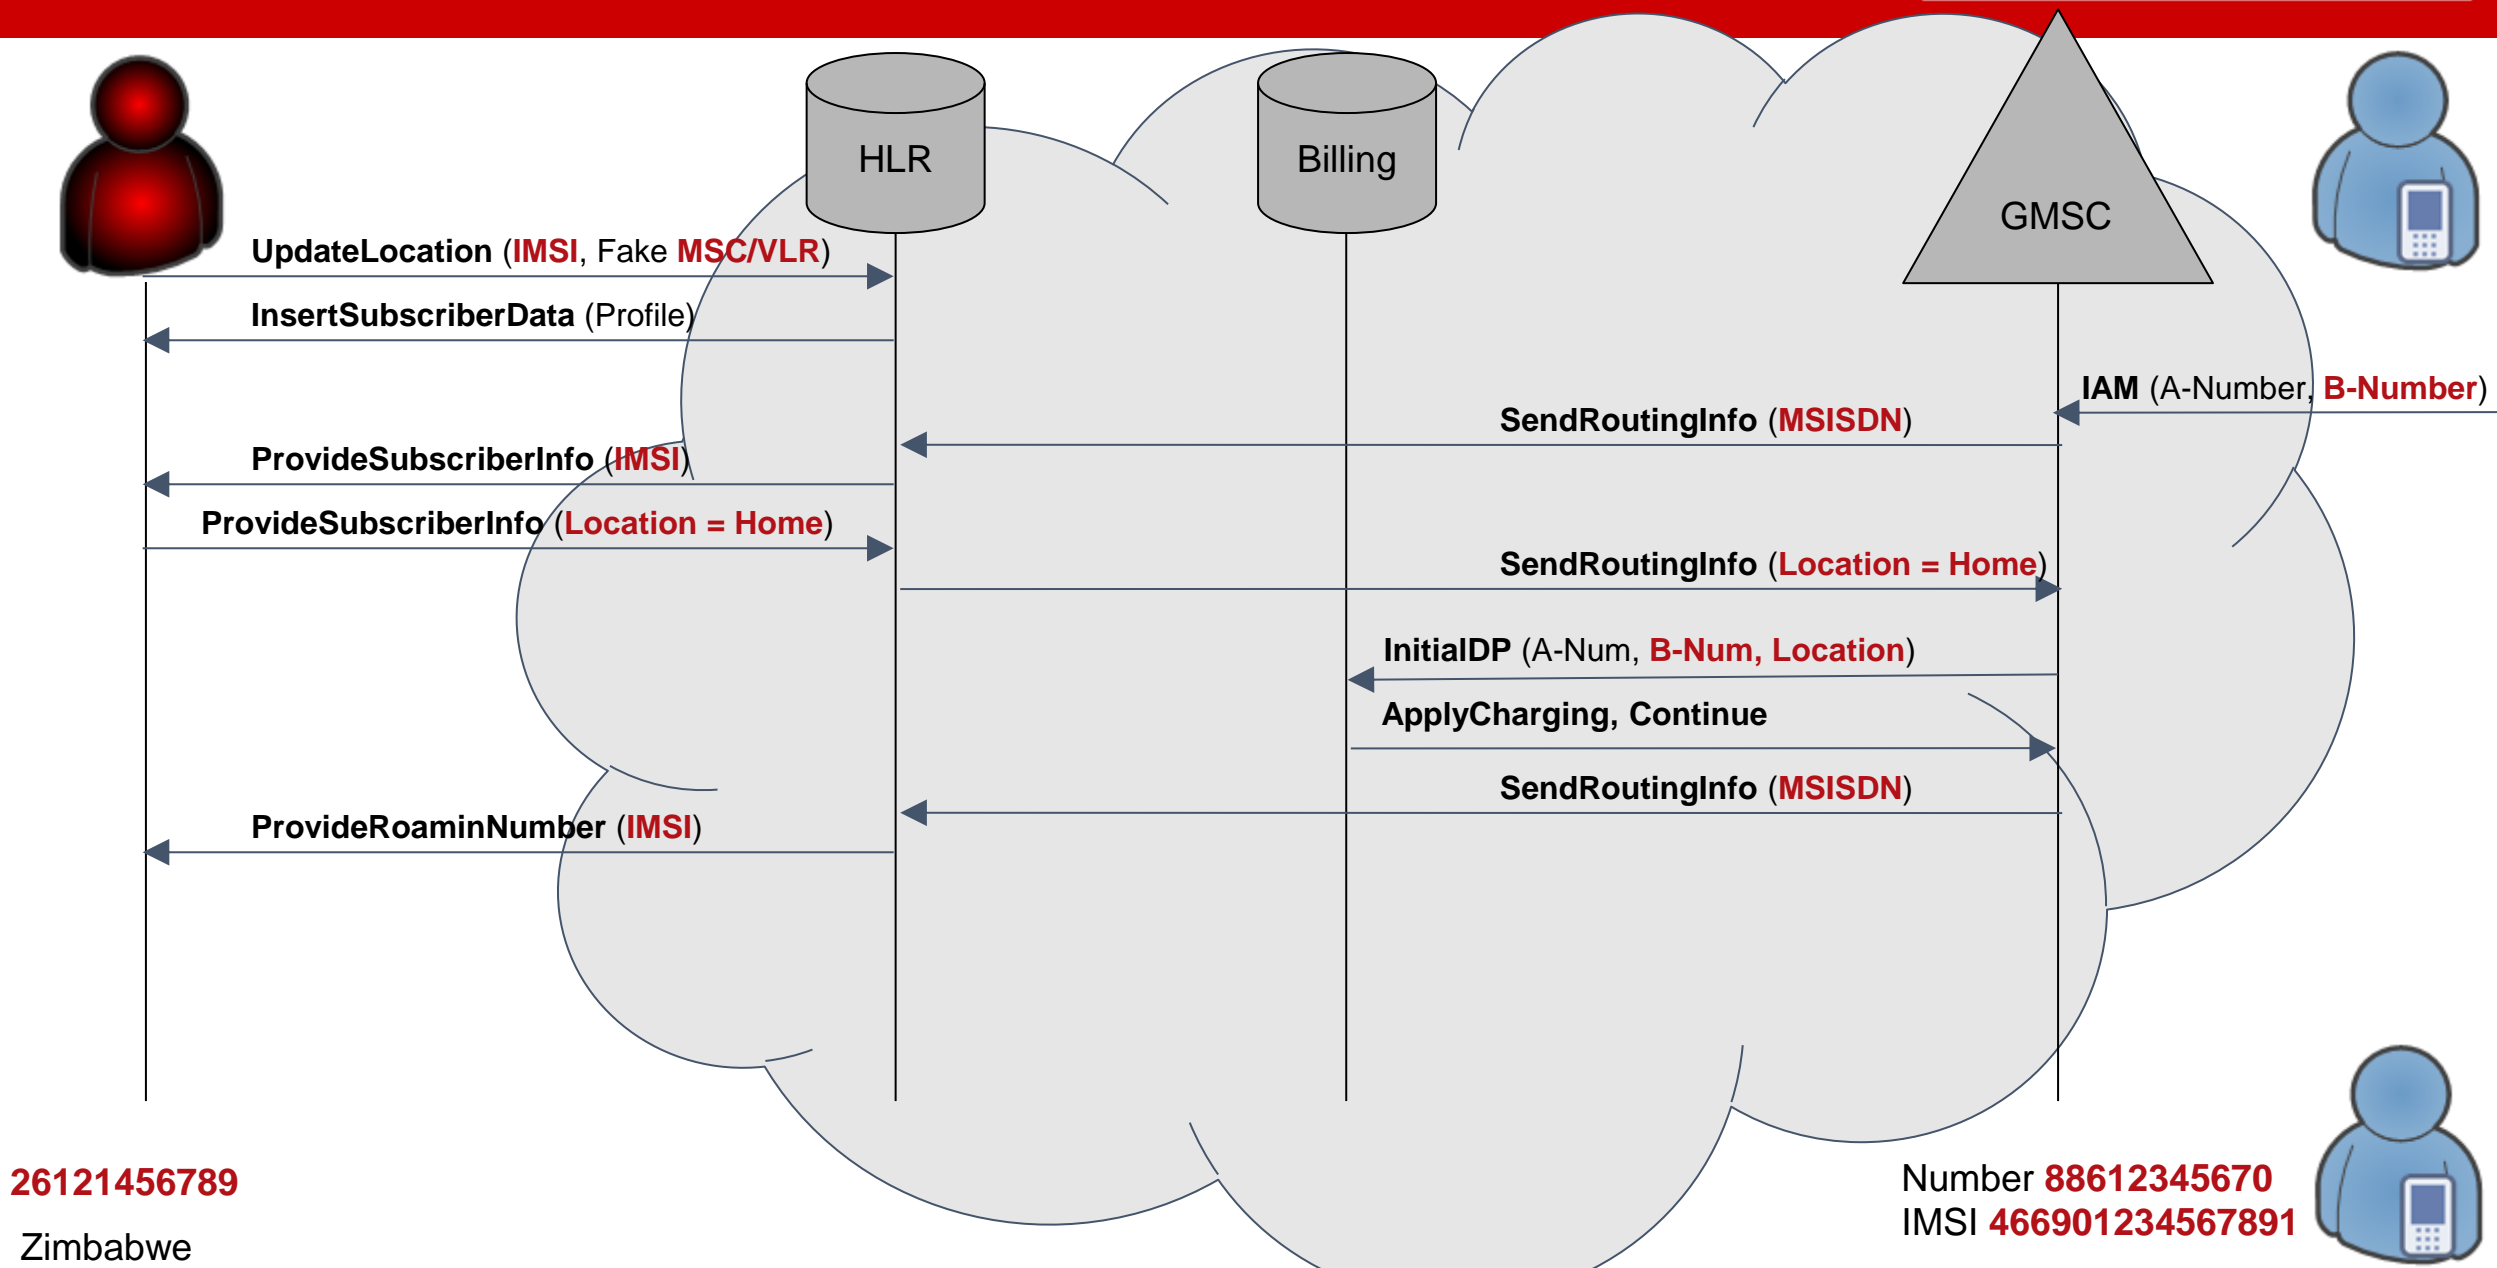 HLR
Billing
GMSC
UpdateLocation (IMSI, Fake MSC/VLR)
InsertSubscriberData (Profile)
IAM (A-Number, B-Number)
SendRoutingInfo (MSISDN)
ProvideSubscriberInfo (IMSI)
ProvideSubscriberInfo (Location = Home)
SendRoutingInfo (Location = Home)
InitialDP (A-Num, B-Num, Location)
ApplyCharging, Continue
SendRoutingInfo (MSISDN)
ProvideRoaminNumber (IMSI)
26121456789
Zimbabwe
Number 88612345670
IMSI 466901234567891